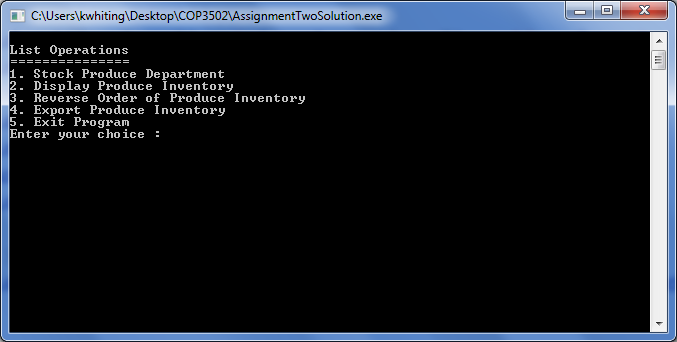 C:\Users\kwhiting\Desktop\COP3502\AssignmentTwoSolution.exe
List Operations
===============
1. Stock Produce Department
2. Display Produce Inventory
3. Reverse Order of Produce Inventory
4. Export Produce Inventory
5. Exit Program
Enter your choice :